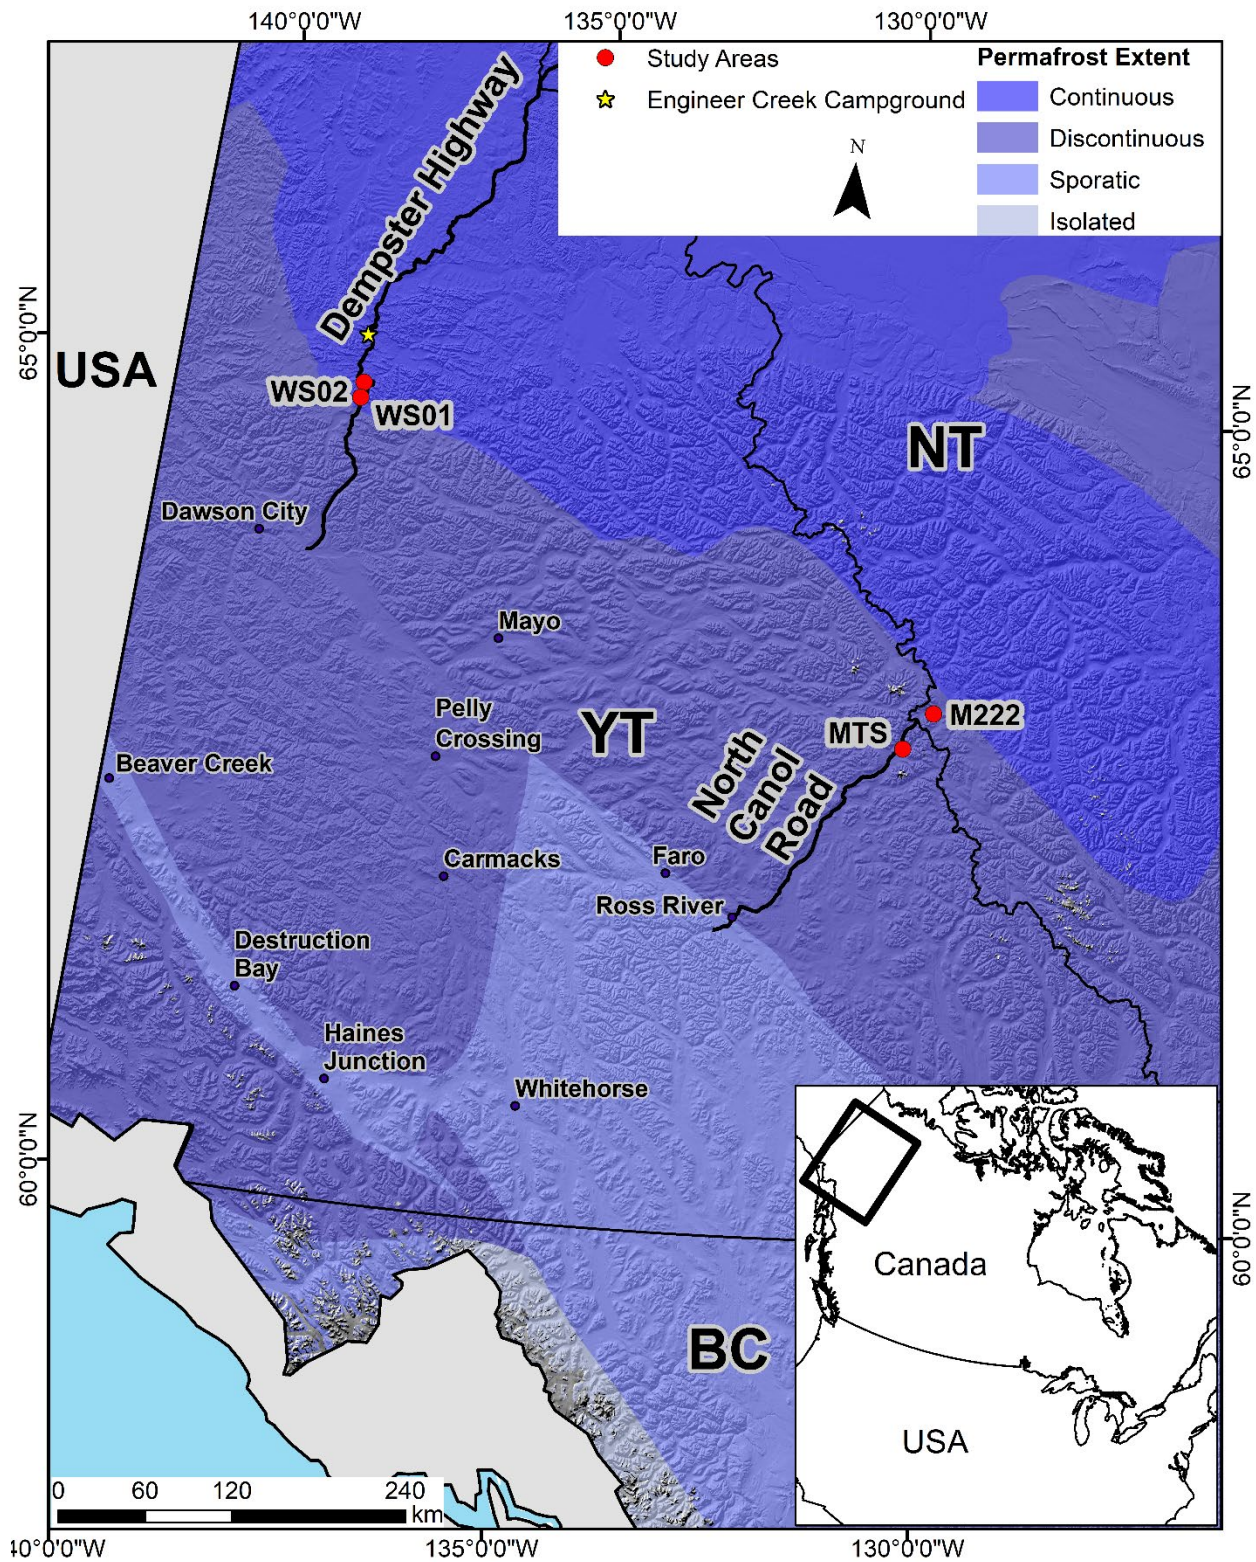 140°0'0"W
135°0'0"W
130°0'0"W
Study Areas
Engineer Creek Campground
N
Permafrost Extent
Continuous
Discontinuous
Sporatic
Isolated
Dempster Highway
65°0'0"N
USA
WS02
WS01
NT
65°0'0"N
Dawson City
Mayo
Pelly
Crossing
YT
M222
MTS
North
Canol
Road
Beaver Creek
Carmacks
Faro
Ross River
Destruction
Bay
Haines
Junction
Whitehorse
60°0'0"N
60°0'0"N
BC
Canada
USA
0 60 120 240
km
40°0'0"W
135°0'0"W
130°0'0"W